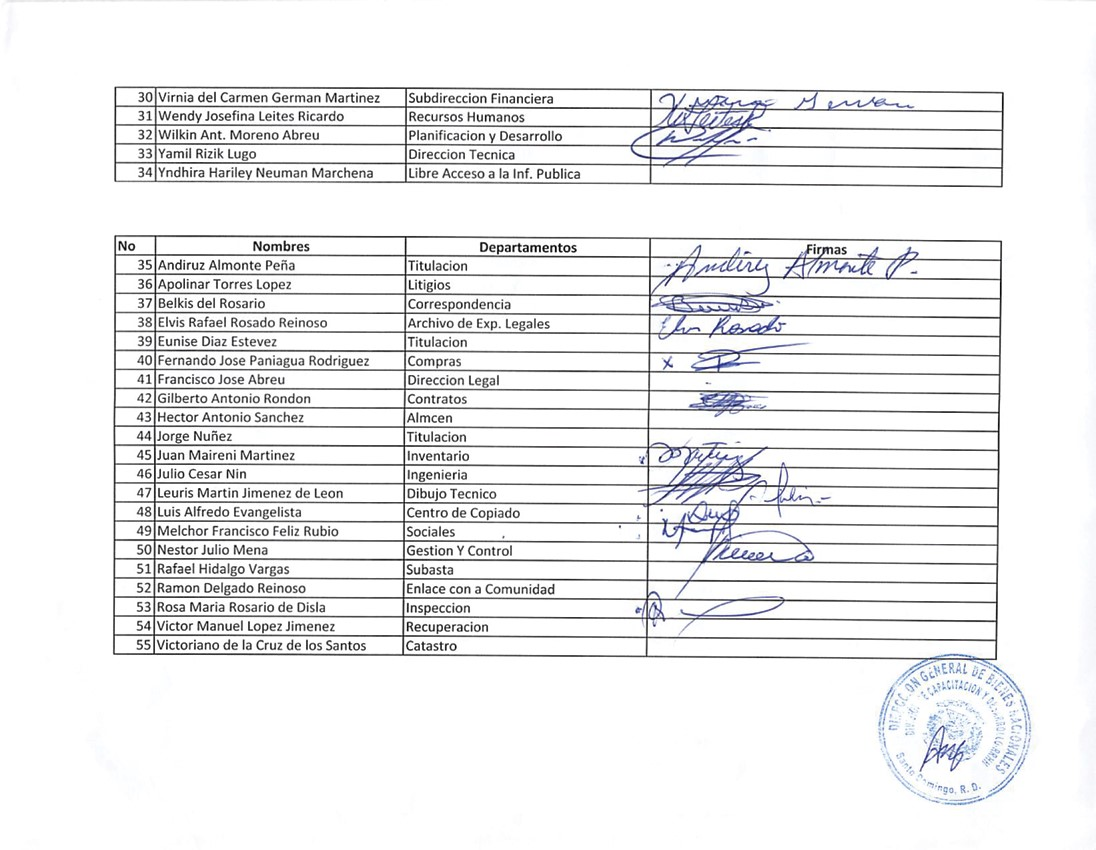 30 Virnia del Carmen German Martinez Subdireccion Financiera
31 Wendy Josefina Leites Ricardo Recursos Humanos
32 Wilkin Ant. Moreno Abreu Planificacion y Desarrollo
33 Yamil Rizik Lugo Direccion Tecnica
34 Yndhira Hariley Neuman Marchena Libre Acceso a la Inf. Publica
No Nombres Departamentos Firmas
35 Andiruz Almonte Peña Titulacion Almonte P.
36 Apolinar Torres Lopez Litigios
37 Belkis del Rosario Correspondencia
38 Elvis Rafael Rosado Reinoso Archivo de Exp. Legales Elvis Rosado
39 Eunise Diaz Estevez Titulacion
40 Fernando Jose Paniagua Rodriguez Compras x
41 Francisco Jose Abreu Direccion Legal
42 Gilberto Antonio Rondon Contratos
43 Hector Antonio Sanchez Almcen
44 Jorge Nuñez Titulacion
45 Juan Maireni Martinez Inventario
46 Julio Cesar Nin Ingenieria
47 Leuris Martin Jimenez de Leon Dibujo Tecnico
48 Luis Alfredo Evangelista Centro de Copiado
49 Melchor Francisco Feliz Rubio Sociales
50 Nestor Julio Mena Gestion Y Control
51 Rafael Hidalgo Vargas Subasta
52 Ramon Delgado Reinoso Enlace con a Comunidad
53 Rosa Maria Rosario de Disla Inspeccion
54 Victor Manuel Lopez Jimenez Recuperacion
55 Victoriano de la Cruz de los Santos Catastro
GENERAL DE BIENES NACIONALES
DE CAPACITACION Y DESARROLLO-RRHH
Santo Domingo, R. D.